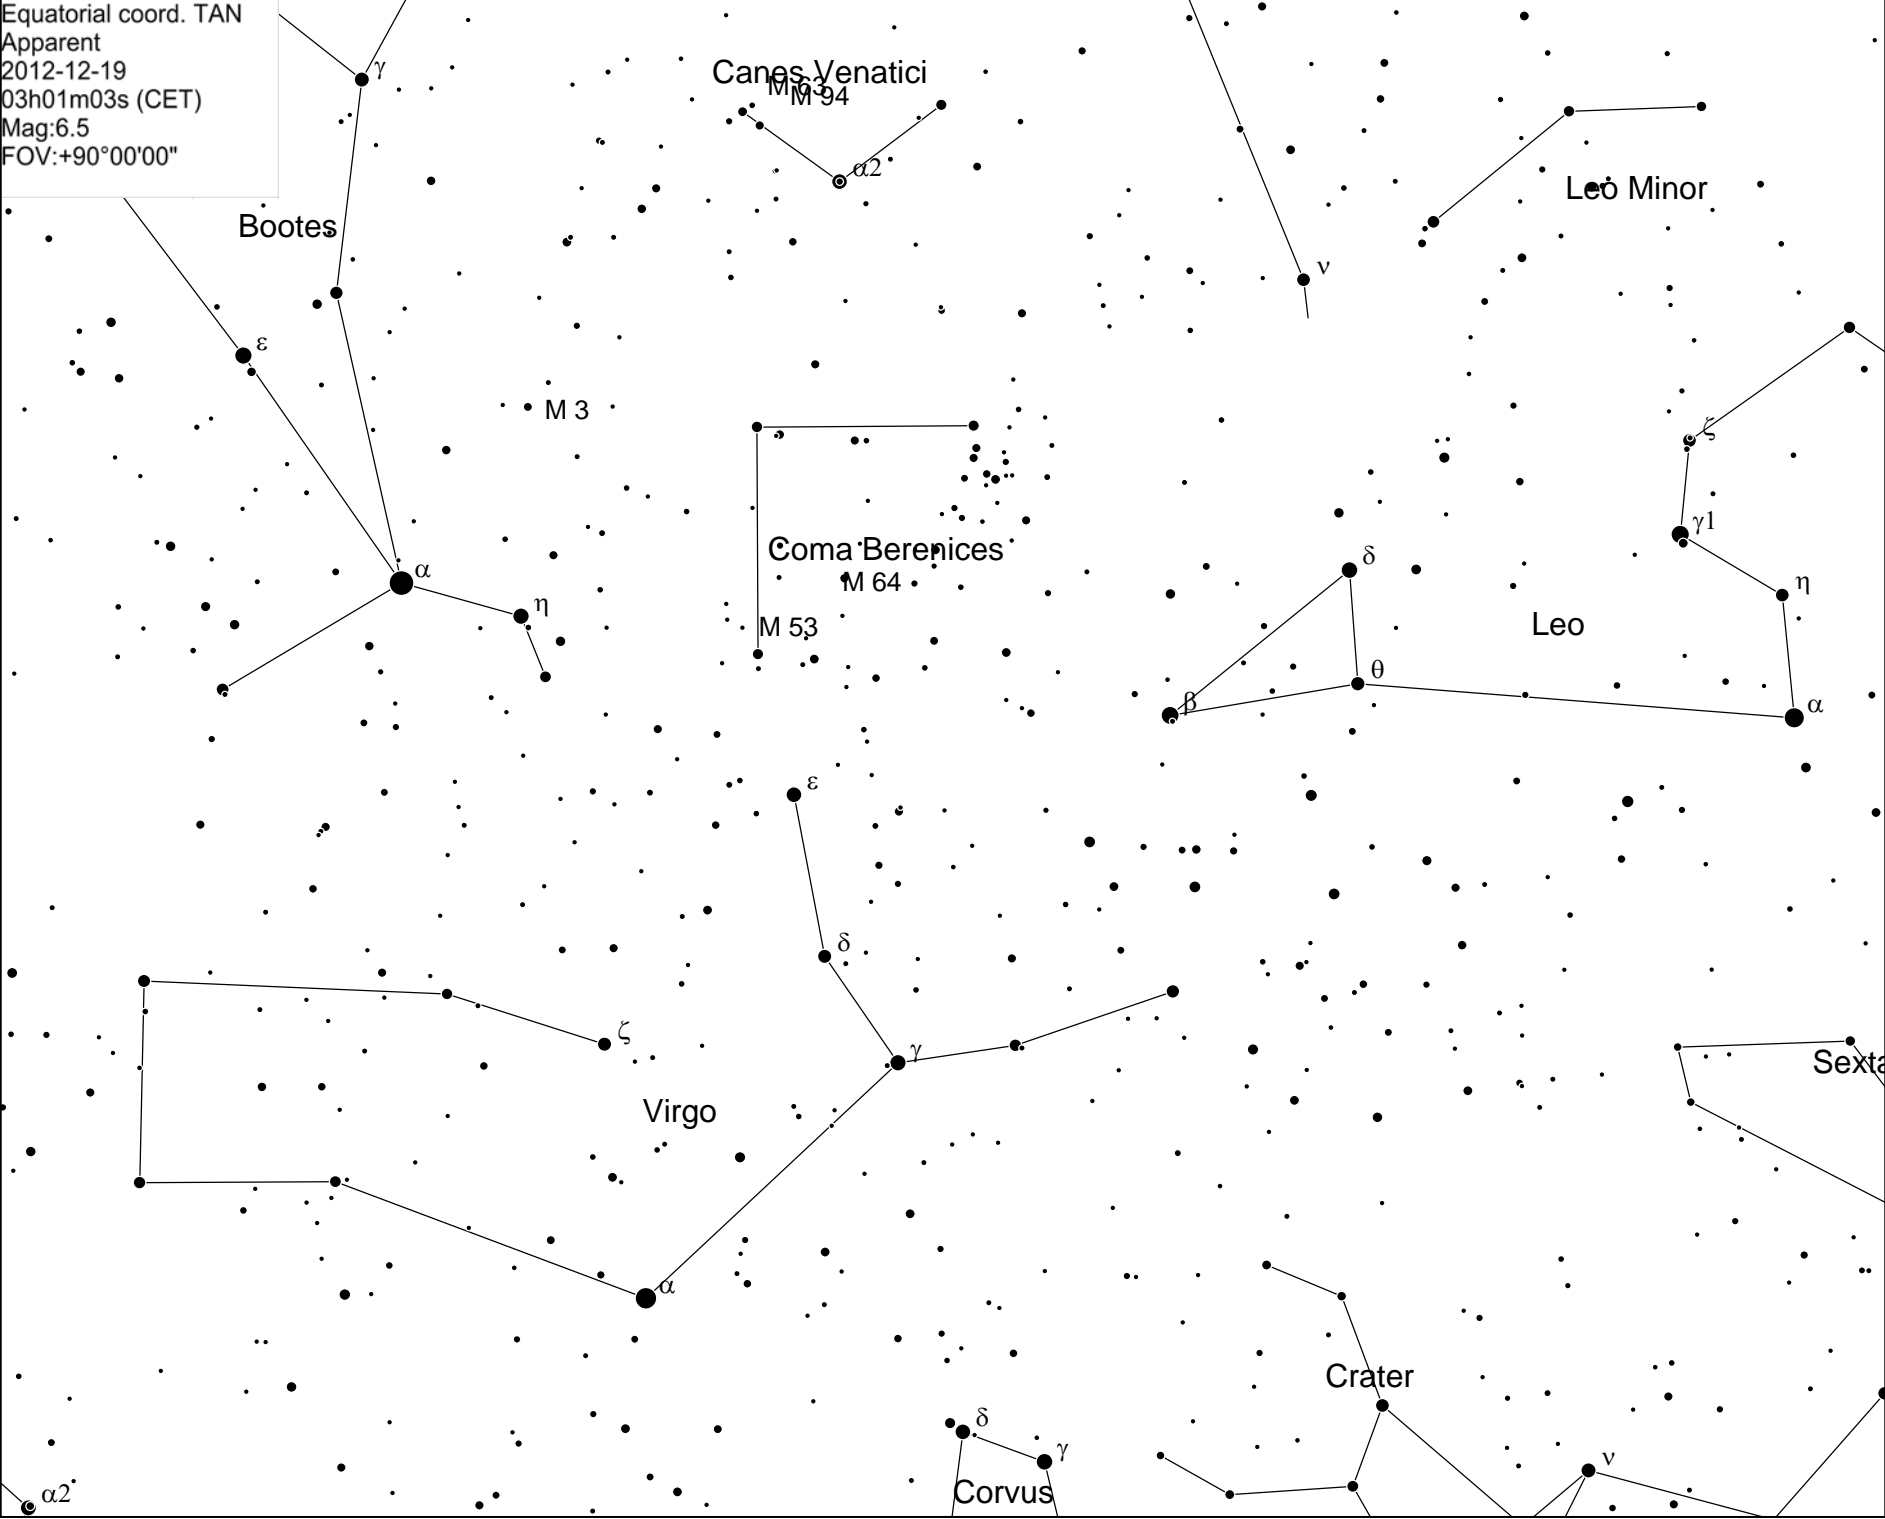 Equatorial coord. TAN
Apparent
2012-12-19
03h01m03s (CET)
Mag:6.5
FOV:+90°00'00"
γ
Canes Venatici
M 63
M 94
α2
Leo Minor
Bootes
ν
ε
M 3
ζ
γ1
Coma Berenices
δ
α
M 64
η
η
Leo
M 53
θ
β
α
ε
δ
ζ
γ
Sexta
Virgo
α
Crater
δ
γ
ν
Corvus
α2